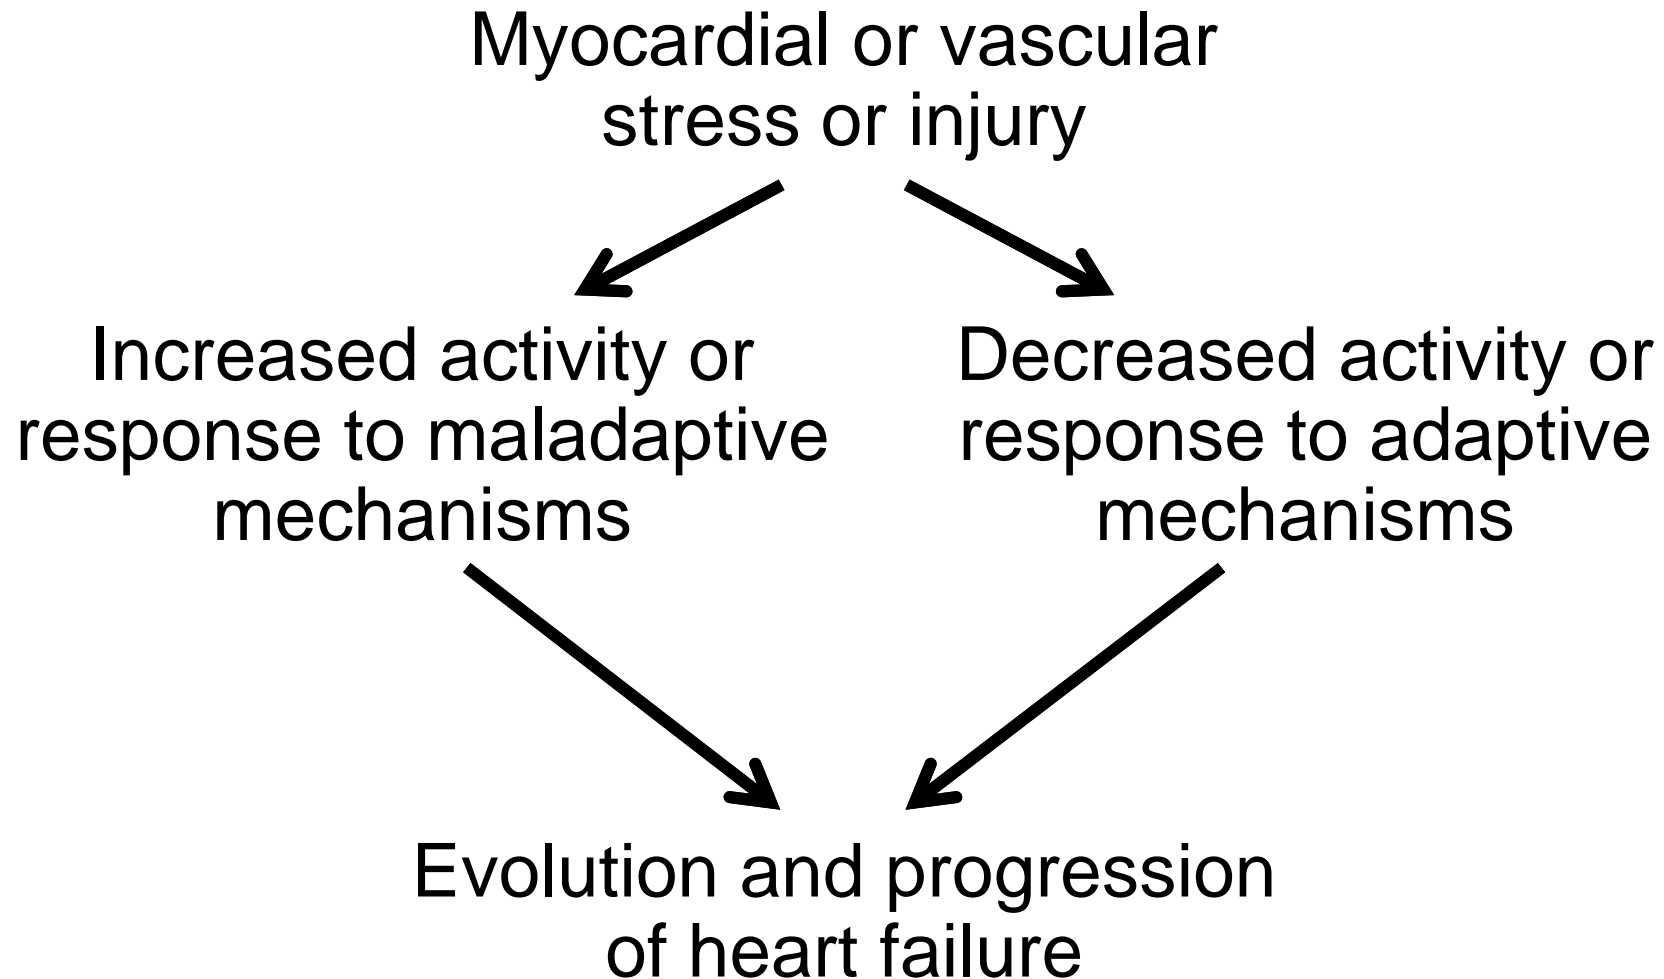 Myocardial or vascular
stress or injury
Increased activity or
response to maladaptive
mechanisms
Decreased activity or
response to adaptive
mechanisms
Evolution and progression
of heart failure